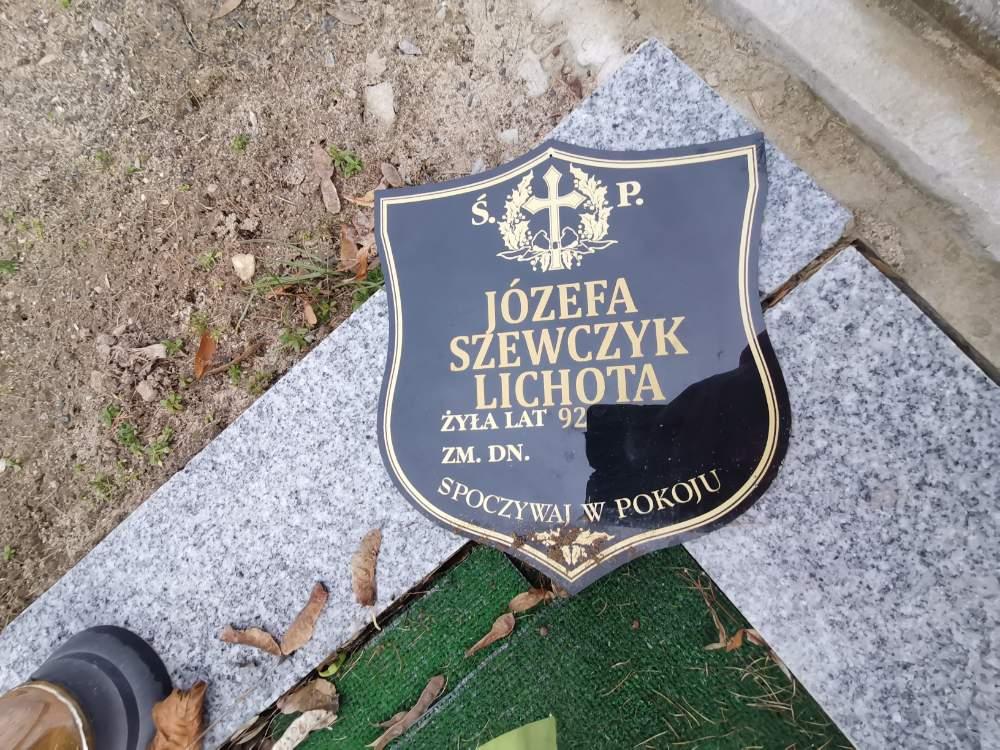 Ś. P.
JÓZEFA
SZEWCZYK
LICHOTA
ŻYŁA LAT 92
ZM. DN.
SPOCZYWAJ W POKOJU